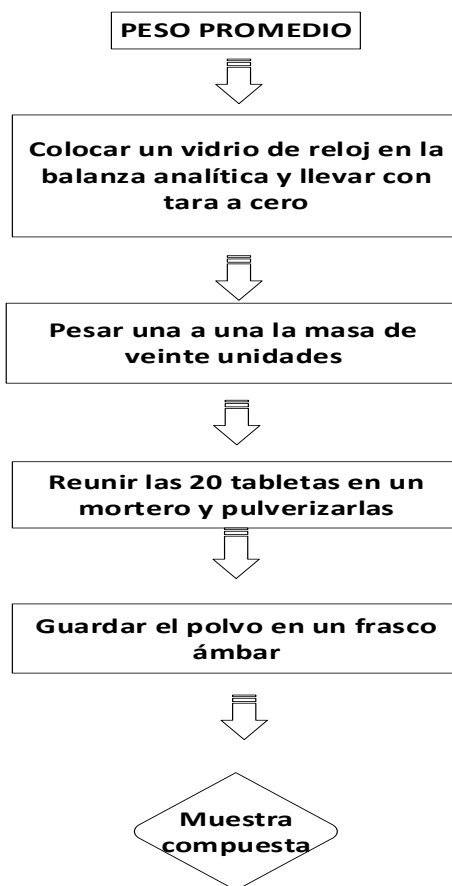 PESO PROMEDIO
Colocar un vidrio de reloj en la
balanza analítica y llevar con
tara a cero
Pesar una a una la masa de
veinte unidades
Reunir las 20 tabletas en un
mortero y pulverizarlas
Guardar el polvo en un frasco
ámbar
Muestra
compuesta